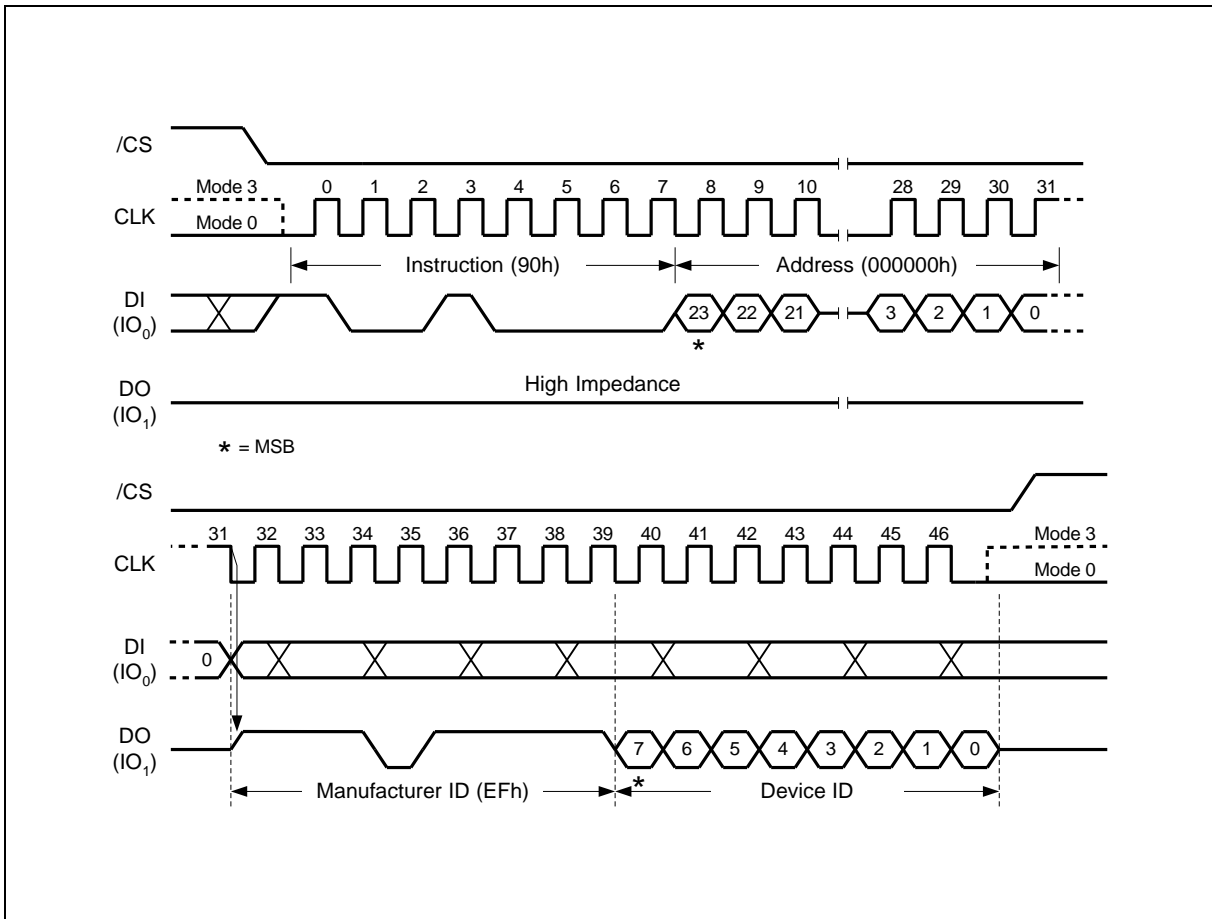 /CS
Mode 3 0 1 2 3 4 5 6 7 8 9 10 28 29 30 31
CLK
Mode 0
Instruction (90h) Address (000000h)
DI
(IO0)
23 22 21 3 2 1 0
*
High Impedance
DO
(IO1)
* = MSB
/CS
31 32 33 34 35 36 37 38 39 40 41 42 43 44 45 46 Mode 3
CLK
Mode 0
DI
(IO0)
0
DO
(IO1)
7 6 5 4 3 2 1 0
*
Manufacturer ID (EFh) Device ID